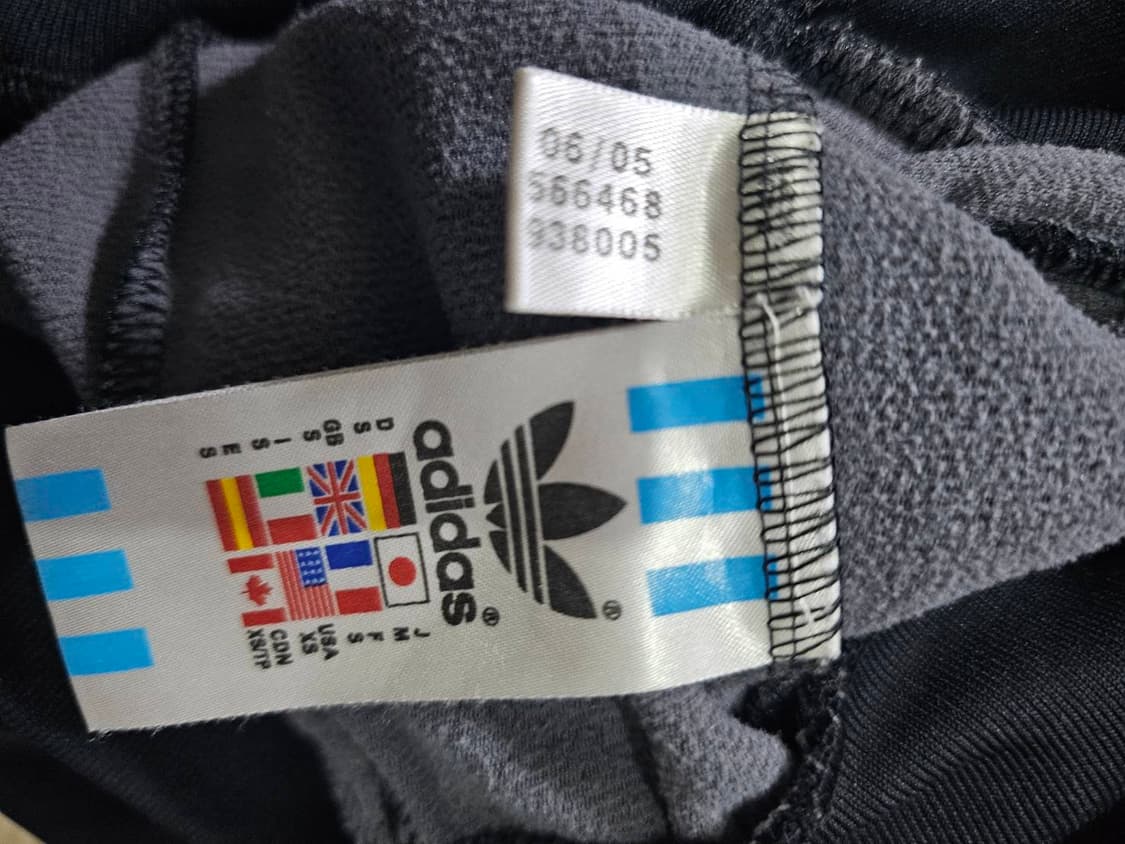 06/05
566468
938005
adidas®
®
D
S
GB
S
I
S
E
S
J
M
F
S
USA
XS
CDN
XS/TP